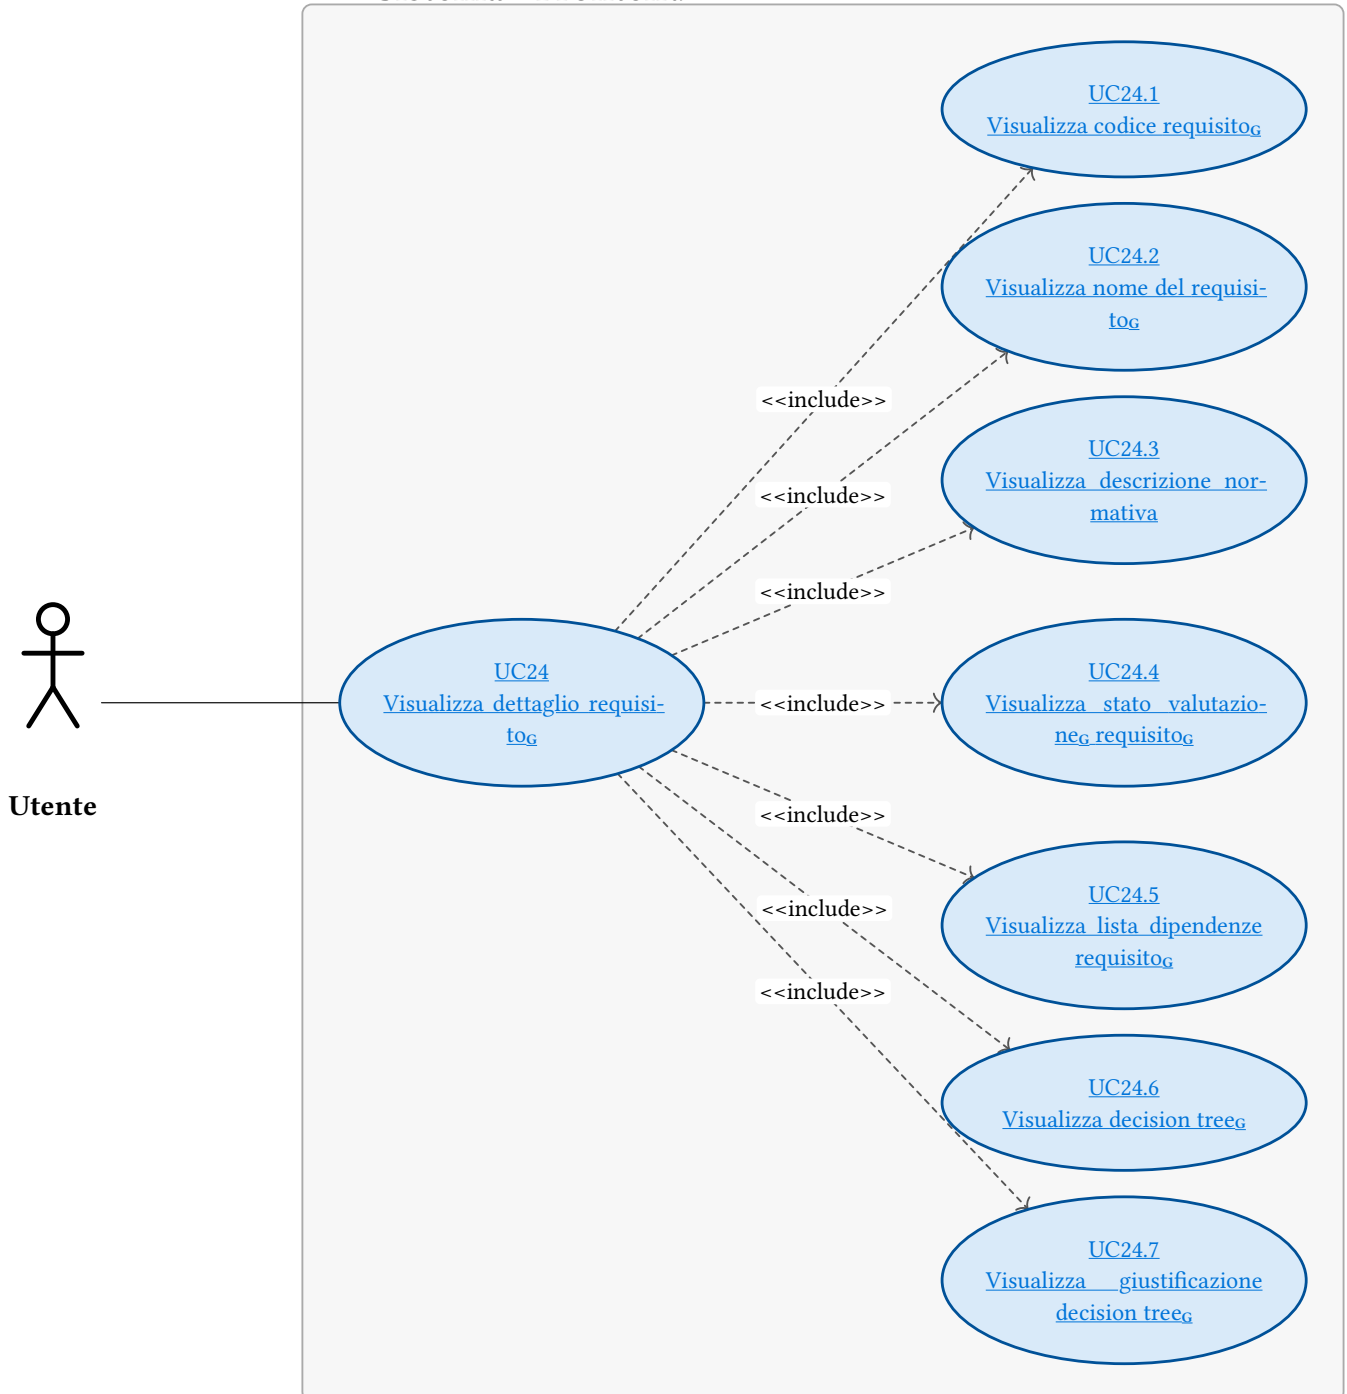 UC24.1
Visualizza codice requisitoG
UC24.2
Visualizza nome del requisi-
toG
<<include>>
UC24.3
Visualizza descrizione nor-
mativa
<<include>>
<<include>>
UC24
Visualizza dettaglio requisi-
toG
<<include>>
UC24.4
Visualizza stato valutazio-
neG requisitoG
Utente
<<include>>
UC24.5
Visualizza lista dipendenze
requisitoG
<<include>>
<<include>>
UC24.6
Visualizza decision treeG
UC24.7
Visualizza giustificazione
decision treeG